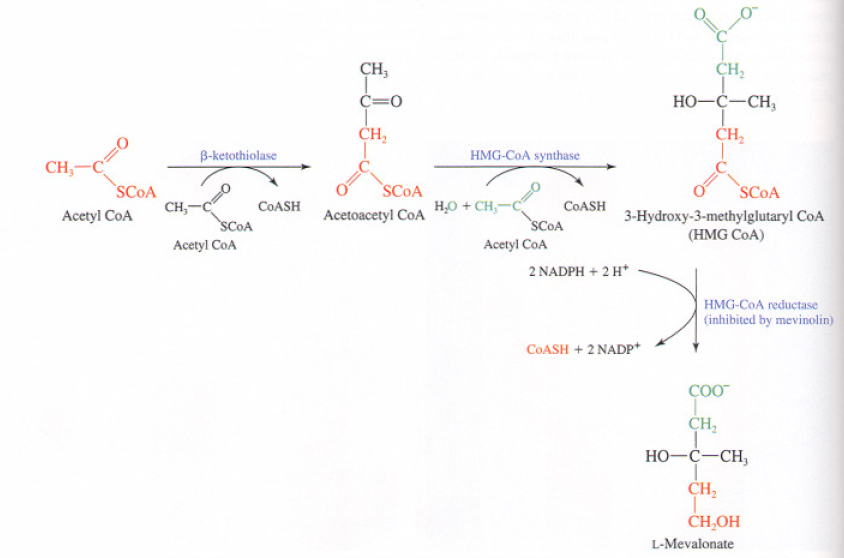 O O⁻
C
CH₂
HO—C—CH₃
CH₂
C
O SCoA
3-Hydroxy-3-methylglutaryl CoA
(HMG CoA)
CH₃
C=O
CH₂
C
O SCoA
Acetoacetyl CoA
O
CH₃—C
SCoA
Acetyl CoA
β-ketothiolase
O
CH₃—C
SCoA
Acetyl CoA
CoASH
HMG-CoA synthase
O
H₂O + CH₃—C
SCoA
Acetyl CoA
CoASH
2 NADPH + 2 H⁺
CoASH + 2 NADP⁺
HMG-CoA reductase
(inhibited by mevinolin)
COO⁻
CH₂
HO—C—CH₃
CH₂
CH₂OH
L-Mevalonate